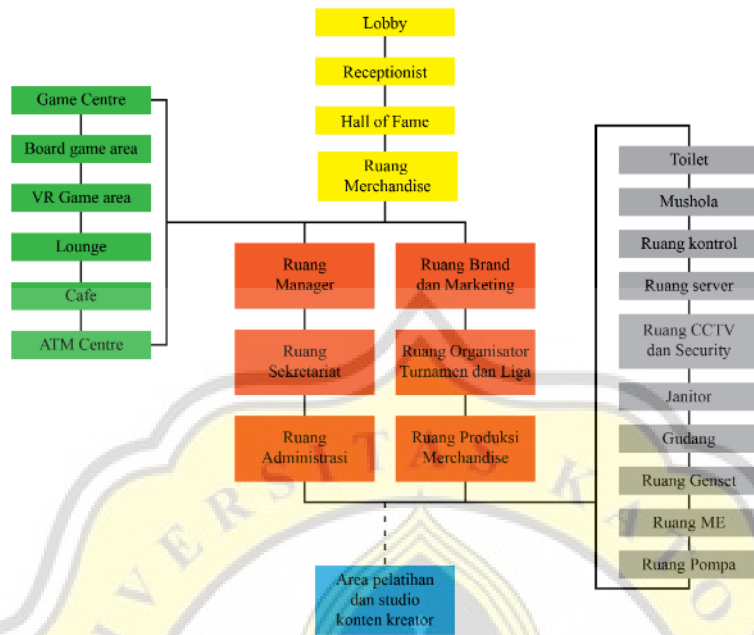 Lobby
Receptionist
Hall of Fame
Ruang
Merchandise
Game Centre
Board game area
VR Game area
Lounge
Cafe
ATM Centre
Ruang
Manager
Ruang
Sekretariat
Ruang
Administrasi
Ruang Brand
dan Marketing
Ruang Organisator
Turnamen dan Liga
Ruang Produksi
Merchandise
Toilet
Mushola
Ruang kontrol
Ruang server
Ruang CCTV
dan Security
Janitor
Gudang
Ruang Genset
Ruang ME
Ruang Pompa
Area pelatihan
dan studio
konten kreator
VERSITAS KATO